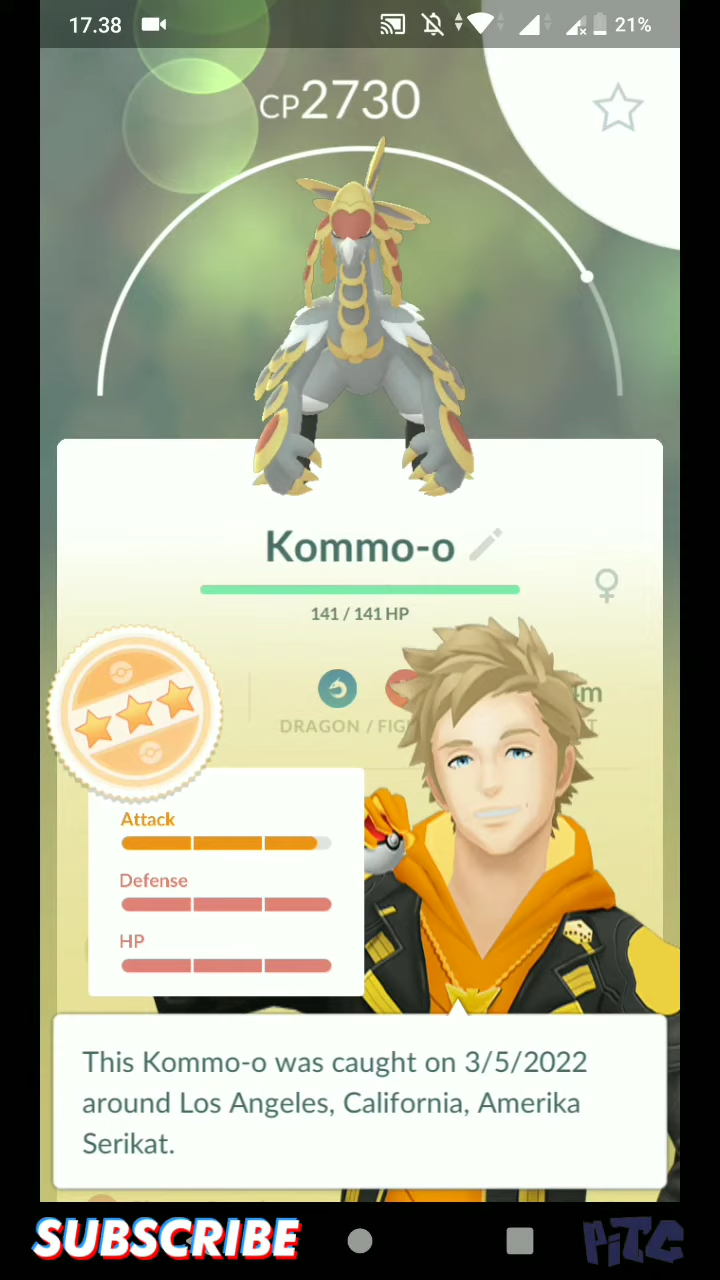 17.38
21%
CP2730
Kommo-o
141 / 141 HP
DRAGON / FIG
m
T
Attack
Defense
HP
This Kommo-o was caught on 3/5/2022
around Los Angeles, California, Amerika
Serikat.
SUBSCRIBE
PiTC